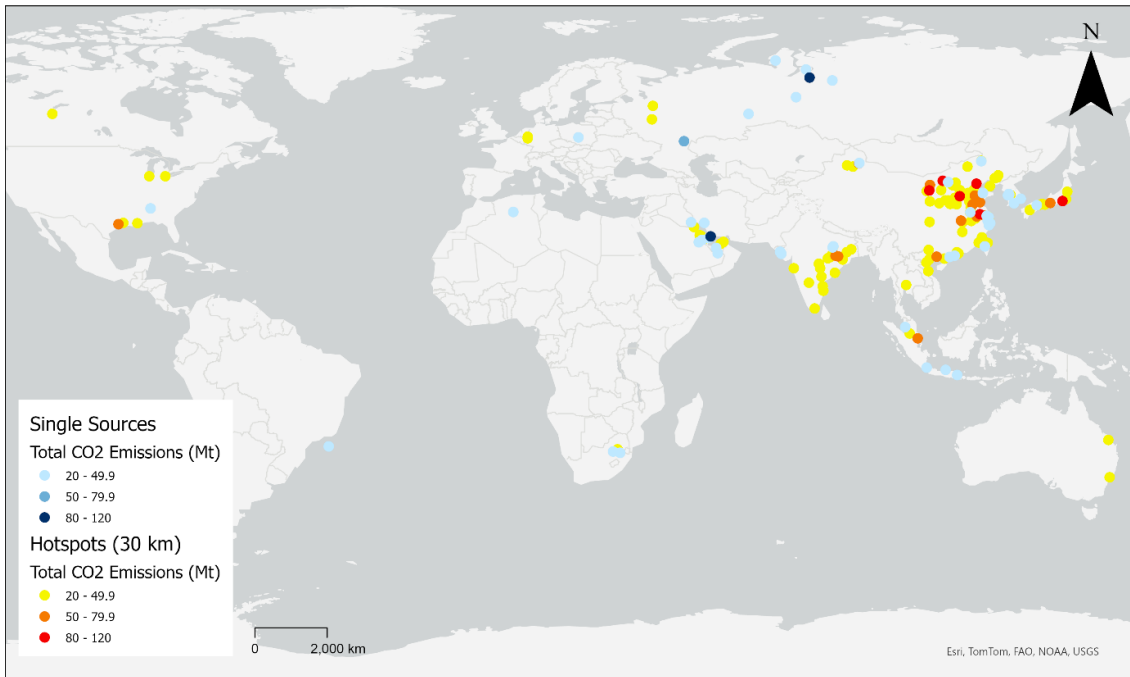 N
Single Sources
Total CO2 Emissions (Mt)
20 - 49.9
50 - 79.9
80 - 120
Hotspots (30 km)
Total CO2 Emissions (Mt)
20 - 49.9
50 - 79.9
80 - 120
0 2,000 km
Esri, TomTom, FAO, NOAA, USGS